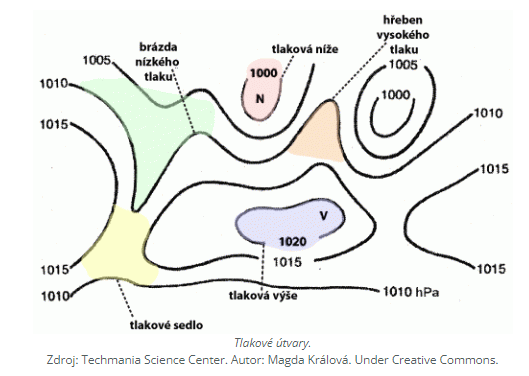 hřeben
vysokého
tlaku
brázda
nízkého
tlaku
tlaková níže
1005
1000
N
1005
1000
1010
1010
1015
1015
V
1020
1015
1015
1015
1010
tlaková výše
1010 hPa
tlakové sedlo
Tlakové útvary.
Zdroj: Techmania Science Center. Autor: Magda Králová. Under Creative Commons.